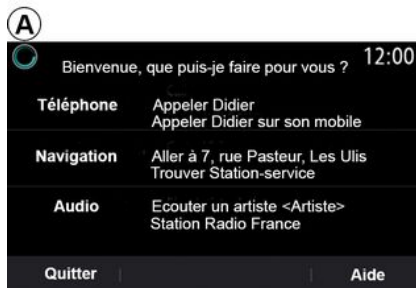 A
12:00
Bienvenue, que puis-je faire pour vous ?
Téléphone
Appeler Didier
Appeler Didier sur son mobile
Navigation
Aller à 7, rue Pasteur, Les Ulis
Trouver Station-service
Audio
Ecouter un artiste <Artiste>
Station Radio France
Quitter
Aide